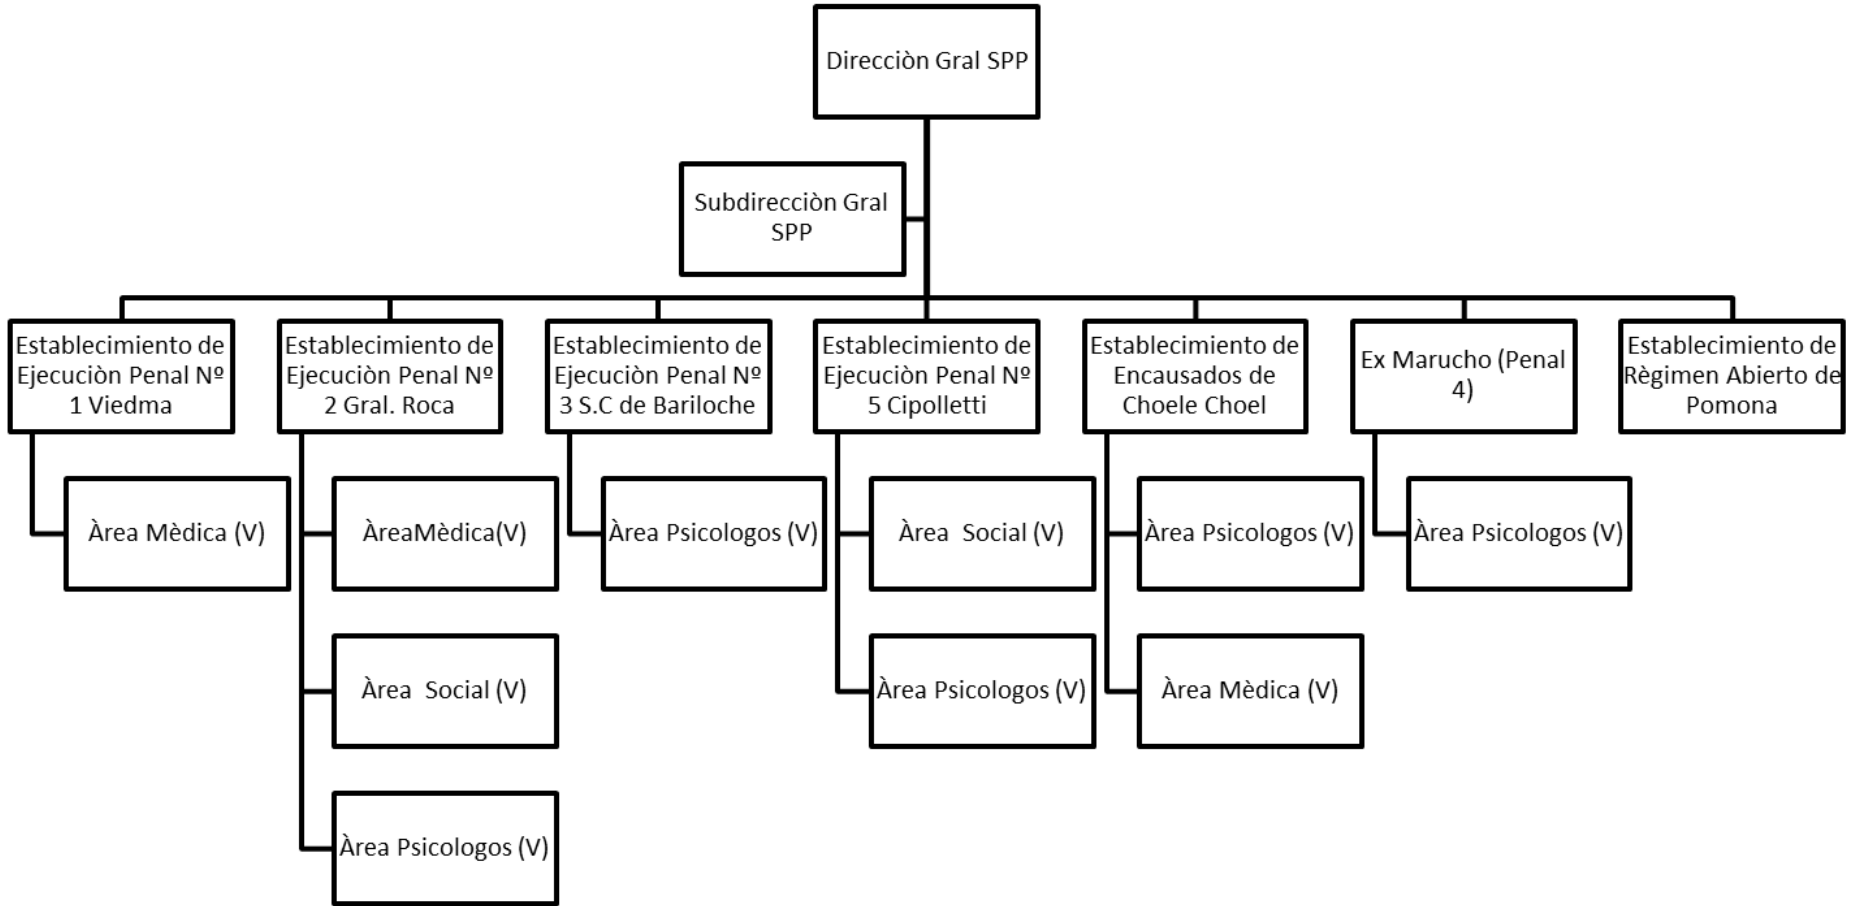 Direcciòn Gral SPP
Subdirecciòn Gral
SPP
Establecimiento de
Ejecuciòn Penal Nº
1 Viedma
Establecimiento de
Ejecuciòn Penal Nº
2 Gral. Roca
Establecimiento de
Ejecuciòn Penal Nº
3 S.C de Bariloche
Establecimiento de
Ejecuciòn Penal Nº
5 Cipolletti
Establecimiento de
Encausados de
Choele Choel
Ex Marucho (Penal
4)
Establecimiento de
Règimen Abierto de
Pomona
Àrea Mèdica (V)
ÀreaMèdica(V)
Àrea Psicologos (V)
Àrea  Social (V)
Àrea Psicologos (V)
Àrea Psicologos (V)
Àrea  Social (V)
Àrea Psicologos (V)
Àrea Mèdica (V)
Àrea Psicologos (V)